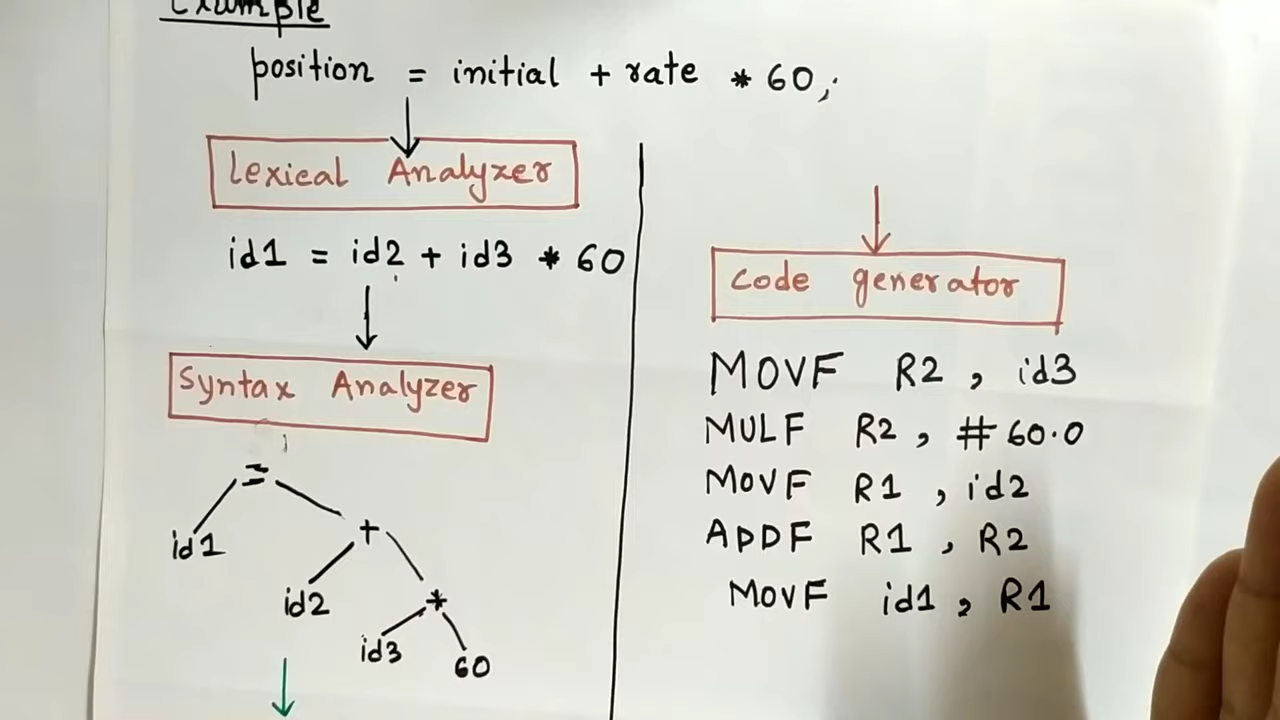 Example
position = initial + rate * 60;
Lexical Analyzer
id1 = id2 + id3 * 60
Syntax Analyzer
=
id1
+
id2
*
id3
60
Code generator
MOVF R2, id3
MULF R2, #60.0
MOVF R1, id2
ADDF R1, R2
MOVF id1, R1